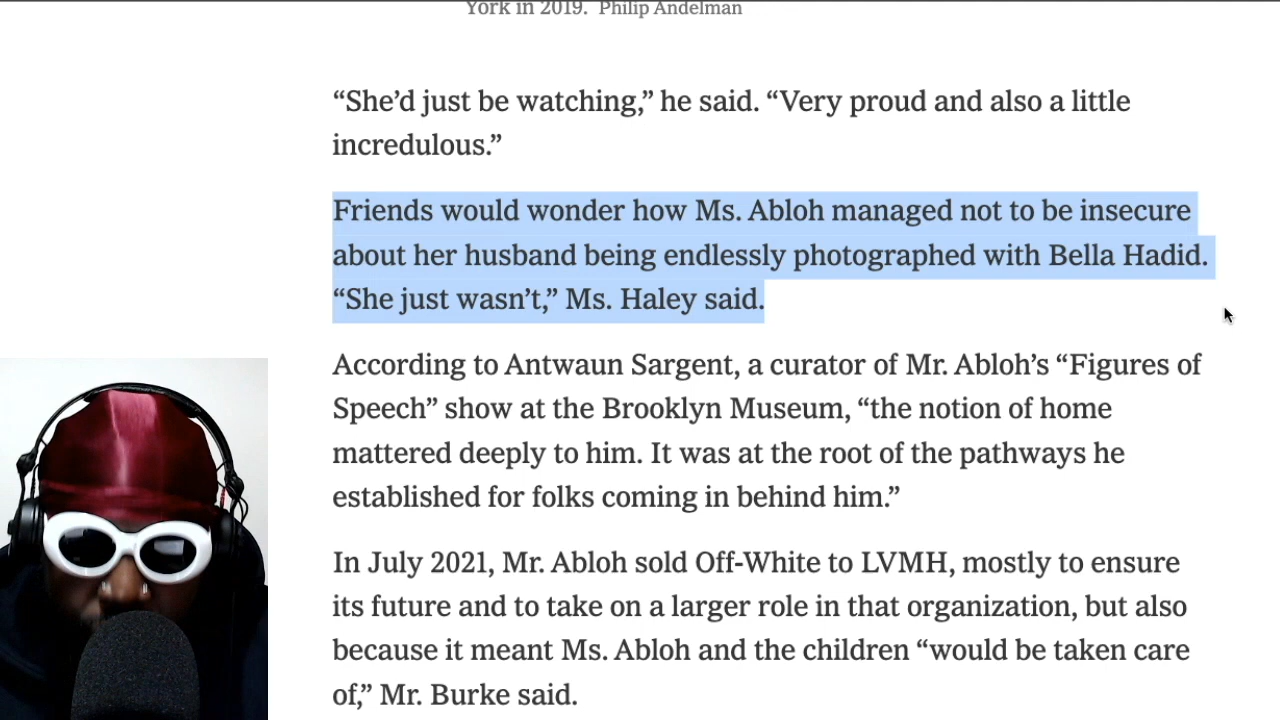 York in 2019. Philip Andelman
“She’d just be watching,” he said. “Very proud and also a little
incredulous.”
Friends would wonder how Ms. Abloh managed not to be insecure
about her husband being endlessly photographed with Bella Hadid.
“She just wasn’t,” Ms. Haley said.
According to Antwaun Sargent, a curator of Mr. Abloh’s “Figures of
Speech” show at the Brooklyn Museum, “the notion of home
mattered deeply to him. It was at the root of the pathways he
established for folks coming in behind him.”
In July 2021, Mr. Abloh sold Off-White to LVMH, mostly to ensure
its future and to take on a larger role in that organization, but also
because it meant Ms. Abloh and the children “would be taken care
of,” Mr. Burke said.